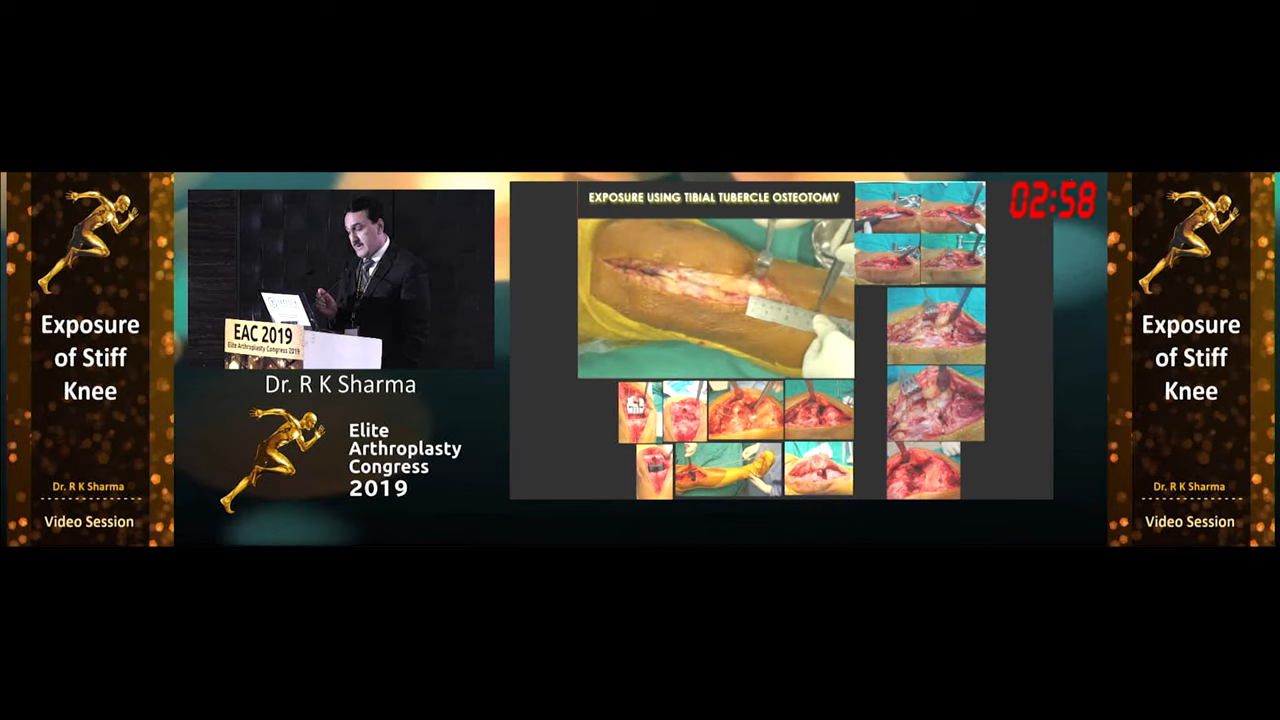 Exposure
of Stiff
Knee
Dr. R K Sharma
Video Session
EAC 2019
Elite Arthroplasty Congress 2019
Dr. R K Sharma
Elite
Arthroplasty
Congress
2019
EXPOSURE USING TIBIAL TUBERCLE OSTEOTOMY
02:58
Exposure
of Stiff
Knee
Dr. R K Sharma
Video Session